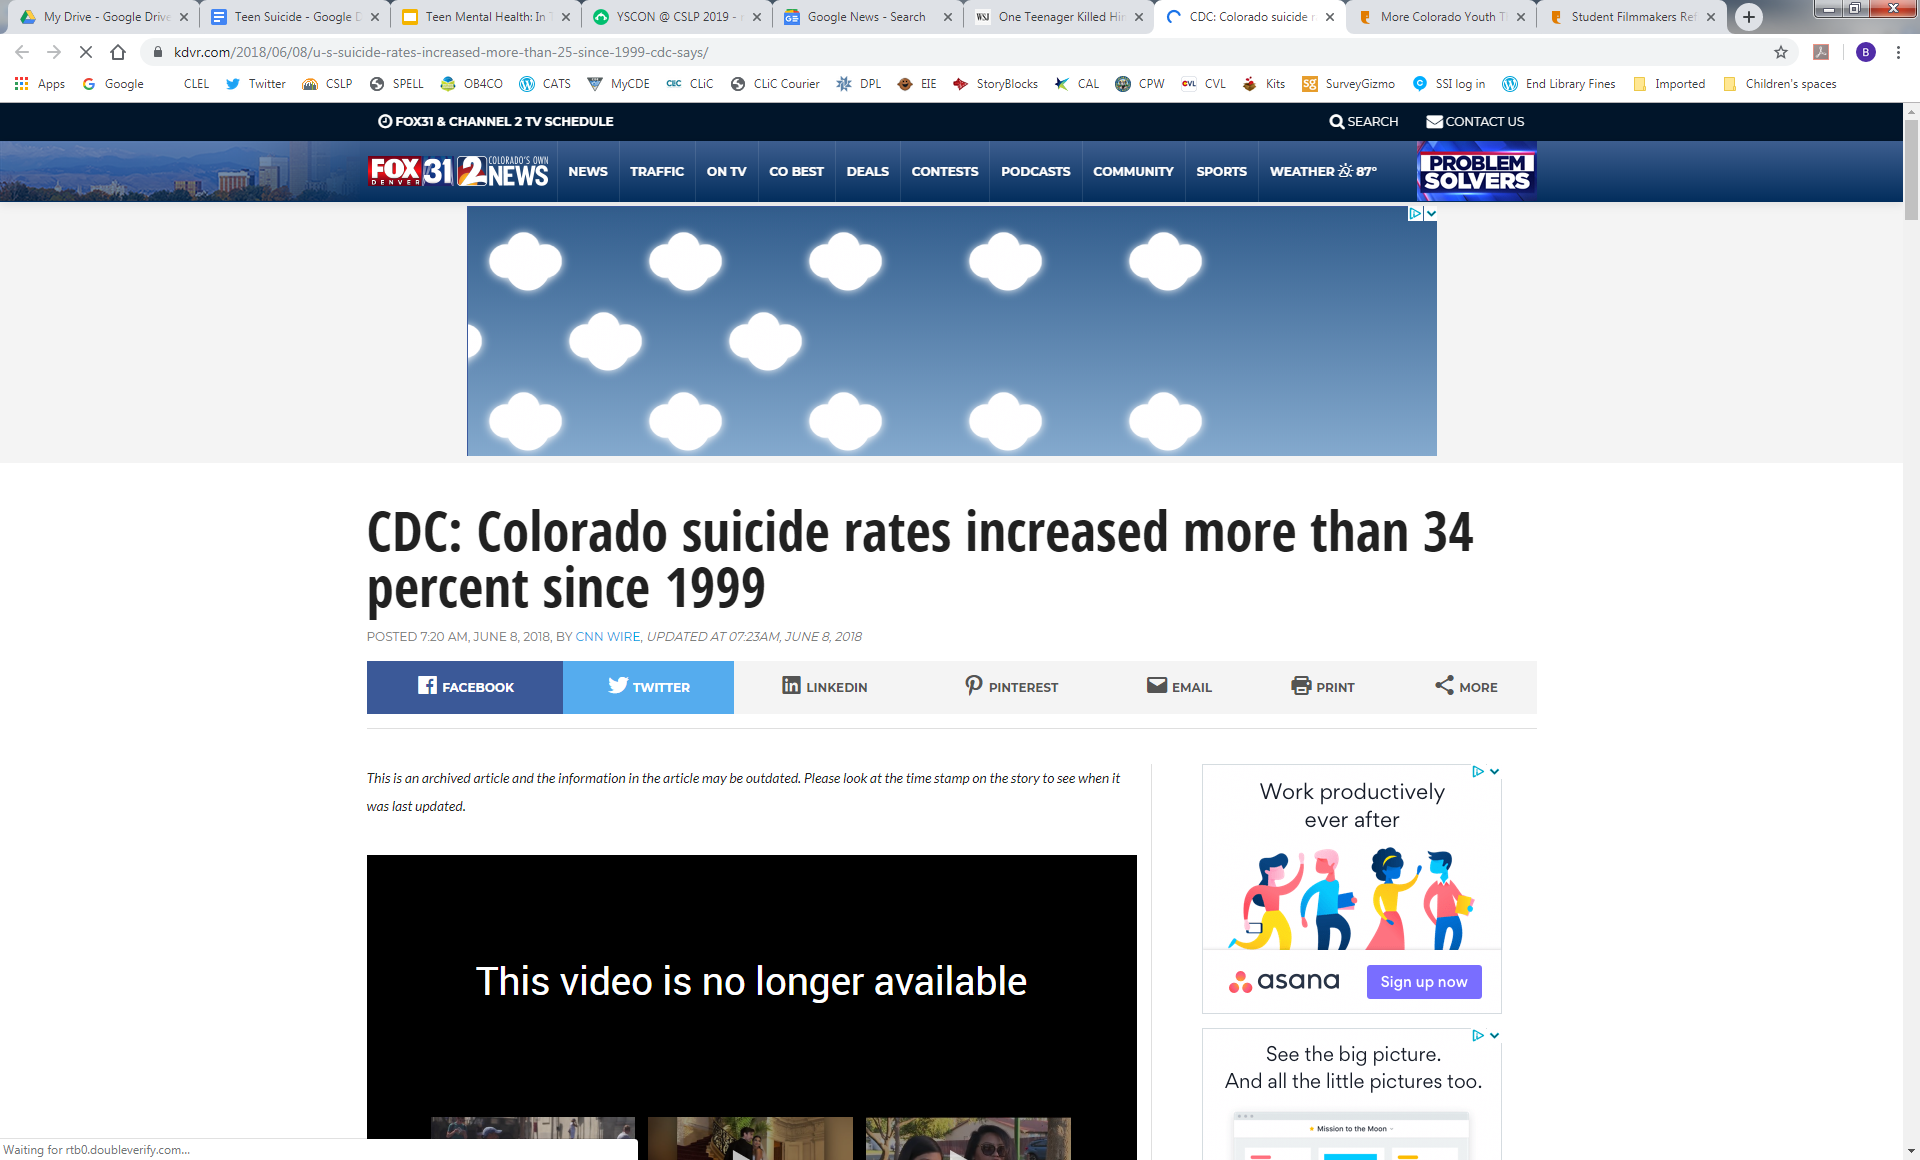 My Drive - Google Drive
Teen Suicide - Google D
Teen Mental Health: In T
YSCON @ CSLP 2019 -
Google News - Search
WSJ One Teenager Killed Hin
CDC: Colorado suicide r
More Colorado Youth T
Student Filmmakers Ref
kdvr.com/2018/06/08/u-s-suicide-rates-increased-more-than-25-since-1999-cdc-says/
B
Apps Google CLEL Twitter CSLP SPELL OB4CO CATS MyCDE CEC CLiC CLiC Courier DPL EIE StoryBlocks CAL CPW CVL CVL Kits sg SurveyGizmo SSI log in End Library Fines Imported Children's spaces
FOX31 & CHANNEL 2 TV SCHEDULE SEARCH CONTACT US
FOX 31 DENVER 2 COLORADO'S OWN NEWS
NEWS TRAFFIC ON TV CO BEST DEALS CONTESTS PODCASTS COMMUNITY SPORTS WEATHER 87°
PROBLEM
SOLVERS
CDC: Colorado suicide rates increased more than 34
percent since 1999
POSTED 7:20 AM, JUNE 8, 2018, BY CNN WIRE, UPDATED AT 07:23AM, JUNE 8, 2018
FACEBOOK TWITTER LINKEDIN PINTEREST EMAIL PRINT MORE
This is an archived article and the information in the article may be outdated. Please look at the time stamp on the story to see when it
was last updated.
This video is no longer available
Work productively
ever after
asana Sign up now
See the big picture.
And all the little pictures too.
Mission to the Moon
Waiting for rtb0.doubleverify.com...